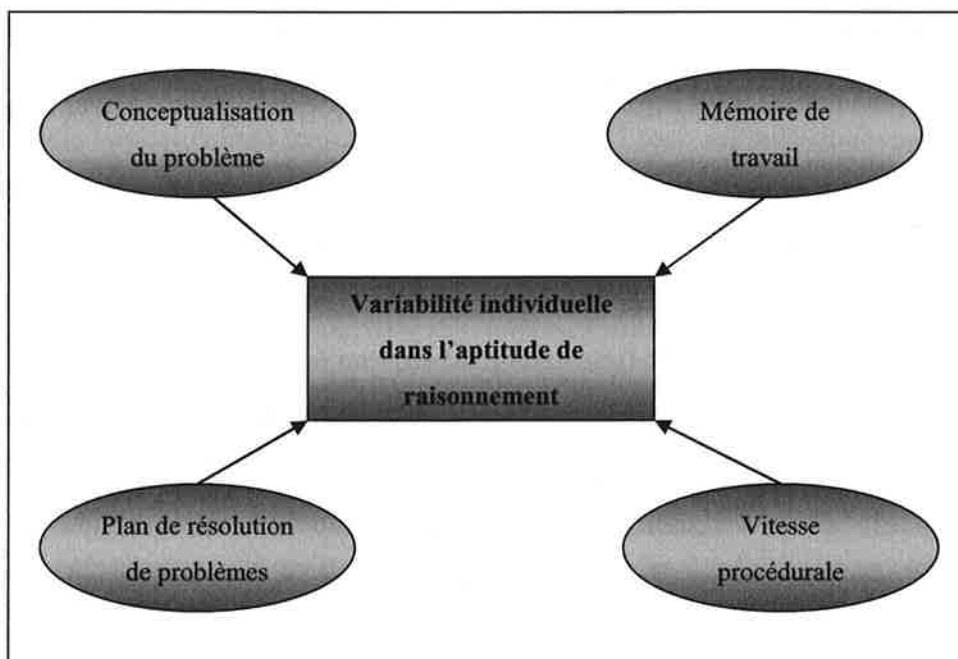 Conceptualisation
du problème
Mémoire de
travail
Variabilité individuelle
dans l'aptitude de
raisonnement
Plan de résolution
de problèmes
Vitesse
procédurale